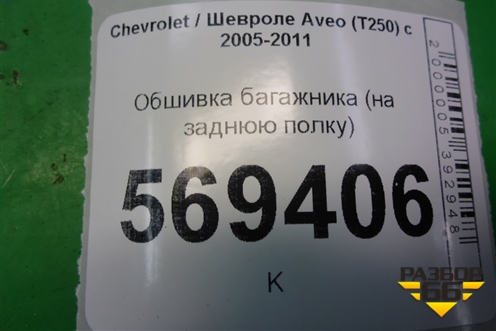 Chevrolet / Шевроле Aveo (T250) с
2005-2011
Обшивка багажника (на
заднюю полку)
569406
К
2000005392948
РАЗБОР
66